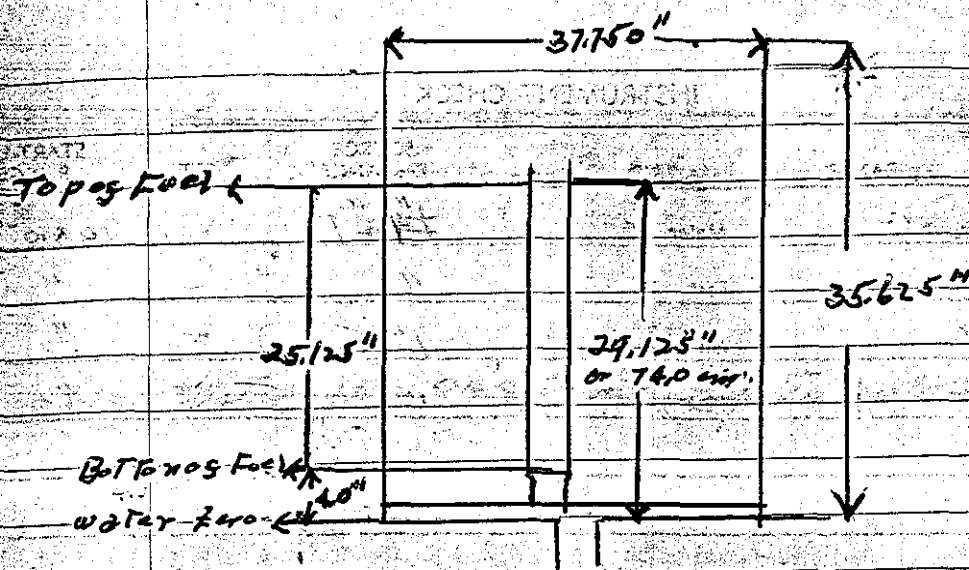 37.750"
Top of Fuel
35.625"
25.125"
29.125"
or 74.0 cm.
Bottom of Fuel
4.0"
water zero